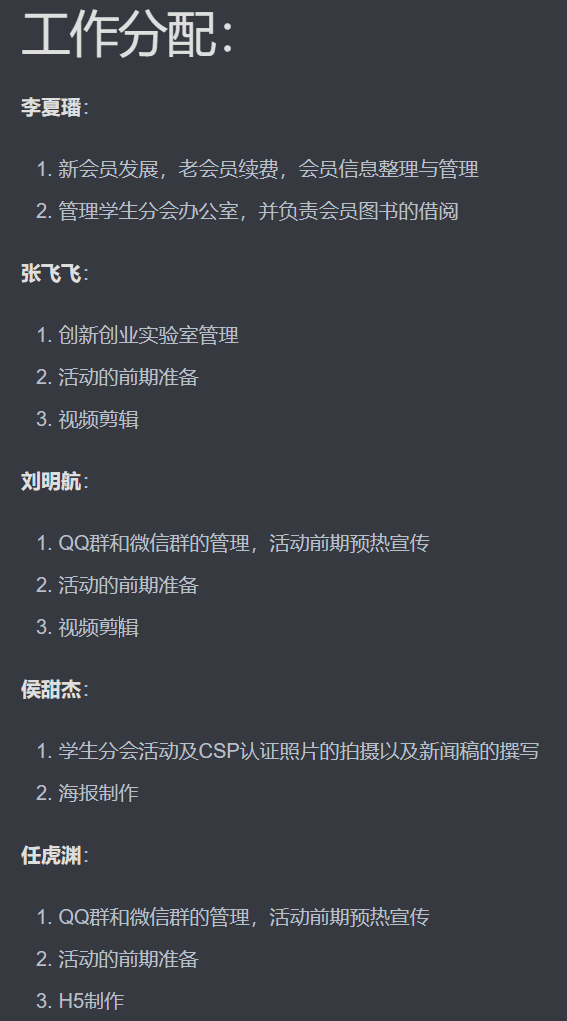 工作分配：
李夏璠：
1. 新会员发展，老会员续费，会员信息整理与管理
2. 管理学生分会办公室，并负责会员图书的借阅
张飞飞：
1. 创新创业实验室管理
2. 活动的前期准备
3. 视频剪辑
刘明航：
1. QQ群和微信群的管理，活动前期预热宣传
2. 活动的前期准备
3. 视频剪辑
侯甜杰：
1. 学生分会活动及CSP认证照片的拍摄以及新闻稿的撰写
2. 海报制作
任虎渊：
1. QQ群和微信群的管理，活动前期预热宣传
2. 活动的前期准备
3. H5制作